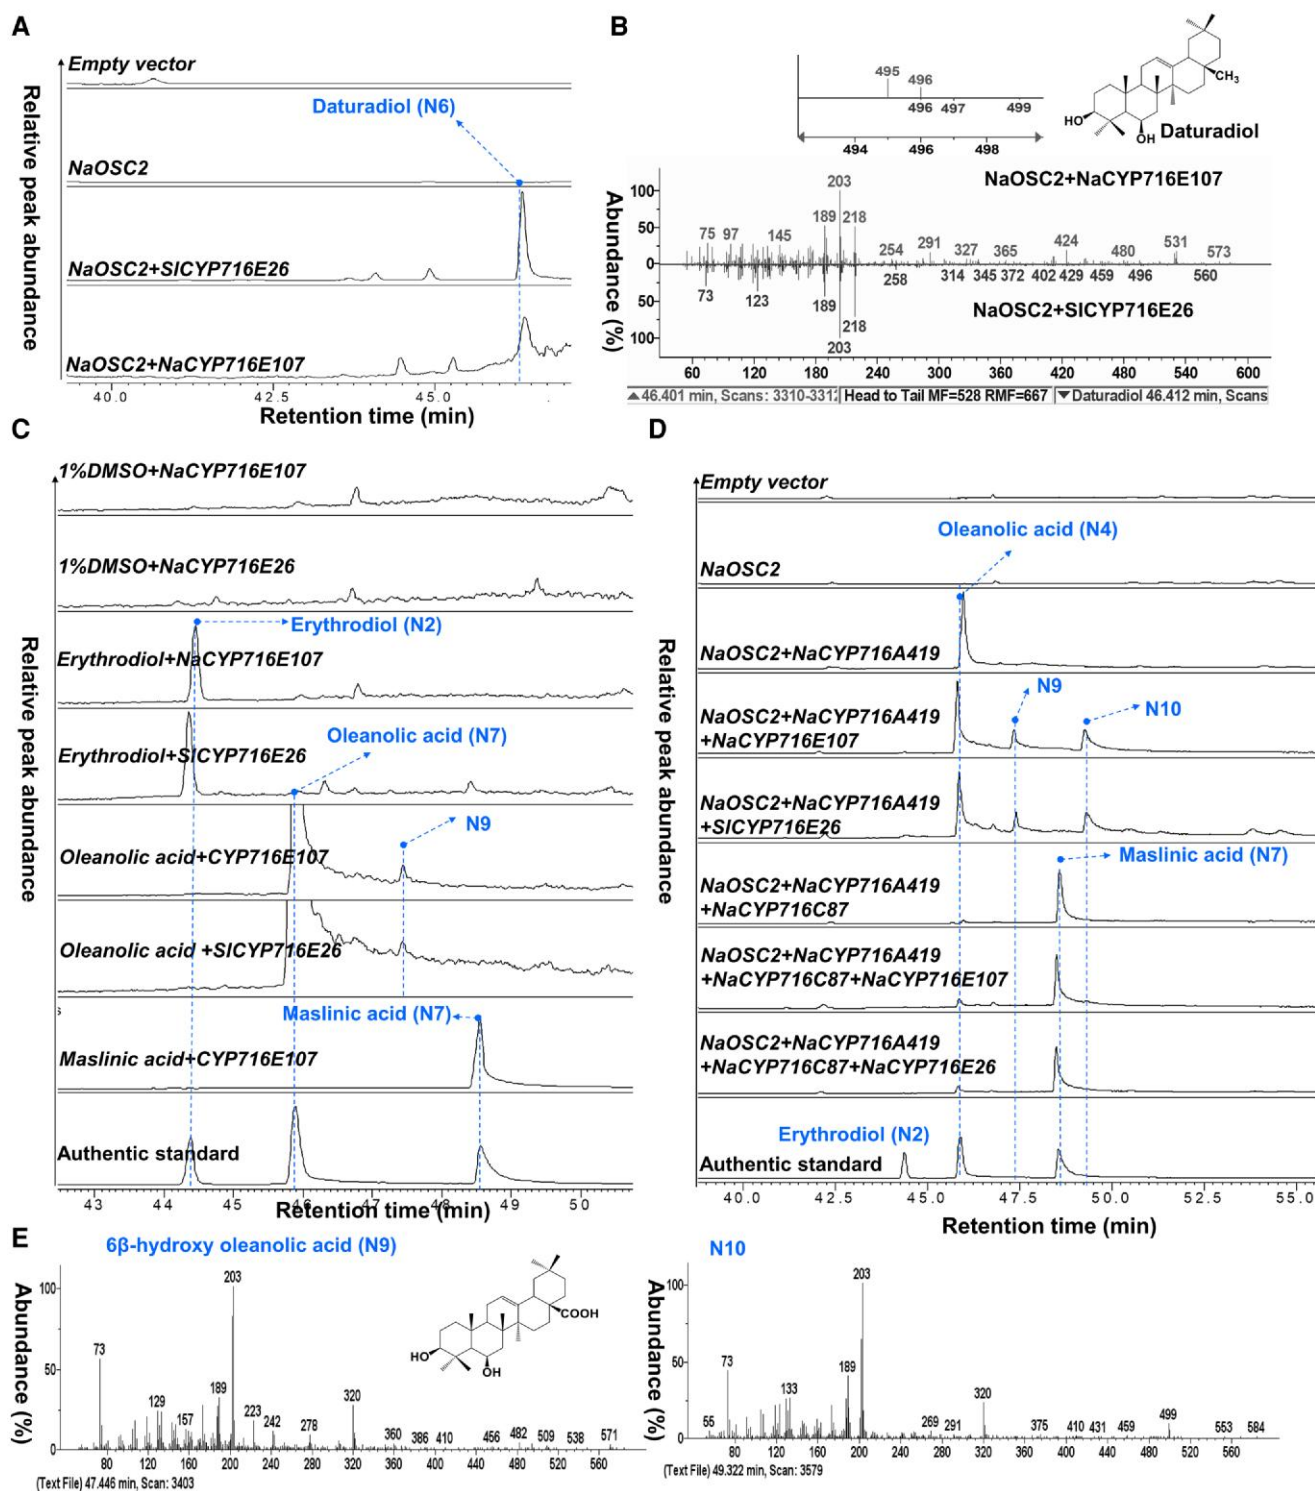 A
Relative peak abundance
Empty vector
Daturadiol (N6)
NaOSC2
NaOSC2+SlCYP716E26
NaOSC2+NaCYP716E107
40.0 42.5 45.0
Retention time (min)
B
495 496
496 497 499
494 496 498
HO
OH
CH₃
Daturadiol
NaOSC2+NaCYP716E107
Abundance (%)
100
50
0
50
100
203
189 218
75 97 145 254 291 327 365 424 480 531 573
258 314 345 372 402 429 459 496 560
73 123 189 218
203
NaOSC2+SlCYP716E26
60 120 180 240 300 360 420 480 540 600
46.401 min, Scans: 3310-331 Head to Tail MF=528 RMF=667 Daturadiol 46.412 min, Scans
C
Relative peak abundance
1%DMSO+NaCYP716E107
1%DMSO+NaCYP716E26
Erythrodiol (N2)
Erythrodiol+NaCYP716E107
Oleanolic acid (N7)
Erythrodiol+SlCYP716E26
N9
Oleanolic acid+CYP716E107
Oleanolic acid +SlCYP716E26
s
Maslinic acid (N7)
Maslinic acid+CYP716E107
Authentic standard
43 44 45 46 47 48 49 50
Retention time (min)
D
Relative peak abundance
Empty vector
Oleanolic acid (N4)
NaOSC2
NaOSC2+NaCYP716A419
N9
N10
NaOSC2+NaCYP716A419
+NaCYP716E107
NaOSC2+NaCYP716A419
+SlCYP716E26
Maslinic acid (N7)
NaOSC2+NaCYP716A419
+NaCYP716C87
NaOSC2+NaCYP716A419
+NaCYP716C87+NaCYP716E107
NaOSC2+NaCYP716A419
+NaCYP716C87+NaCYP716E26
Erythrodiol (N2)
Authentic standard
40.0 42.5 45.0 47.5 50.0 52.5 55.0
Retention time (min)
E
6β-hydroxy oleanolic acid (N9)
Abundance (%)
100
50
0
203
73 129 157 189 223 242 278 320 360 386 410 456 482 509 538 571
HO
OH
COOH
80 120 160 200 240 280 320 360 400 440 480 520 560
(Text File) 47.446 min, Scan: 3403
N10
Abundance (%)
100
50
0
203
55 73 133 189 269 291 320 375 410 431 459 499 553 584
80 120 160 200 240 280 320 360 400 440 480 520 560
(Text File) 49.322 min, Scan: 3579